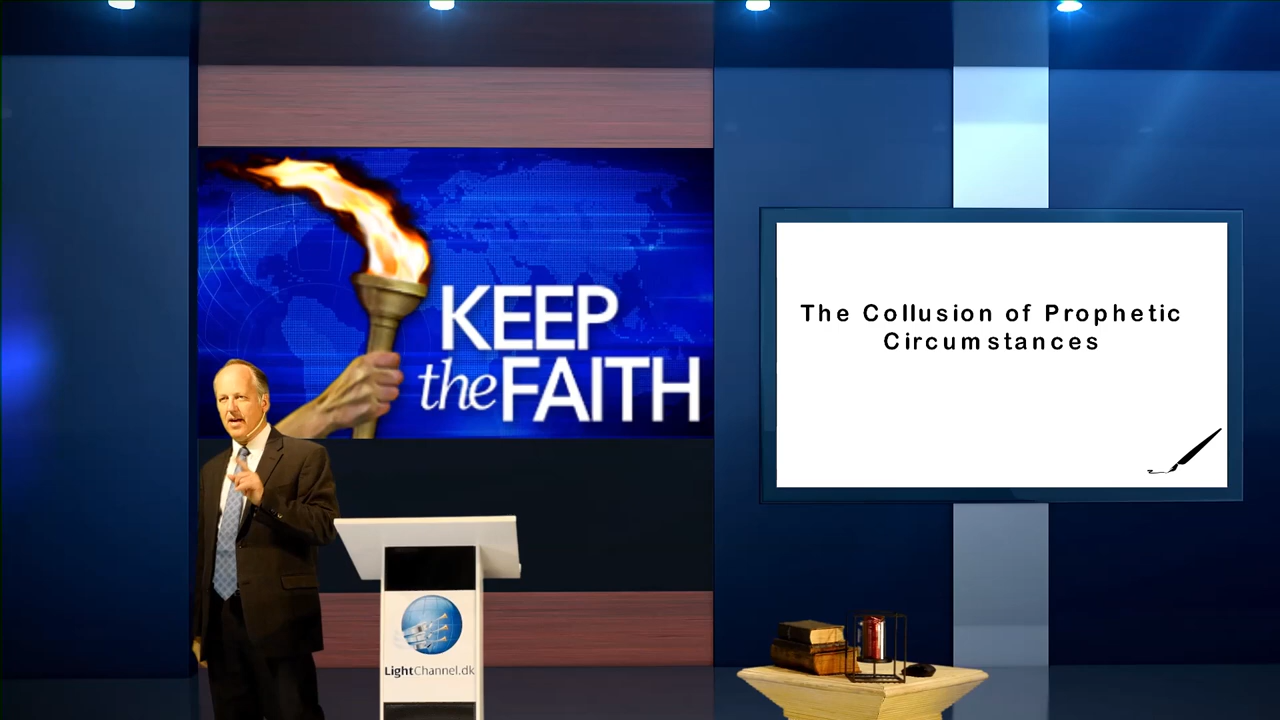 KEEP
the FAITH
The Collusion of Prophetic
Circumstances
LightChannel.dk